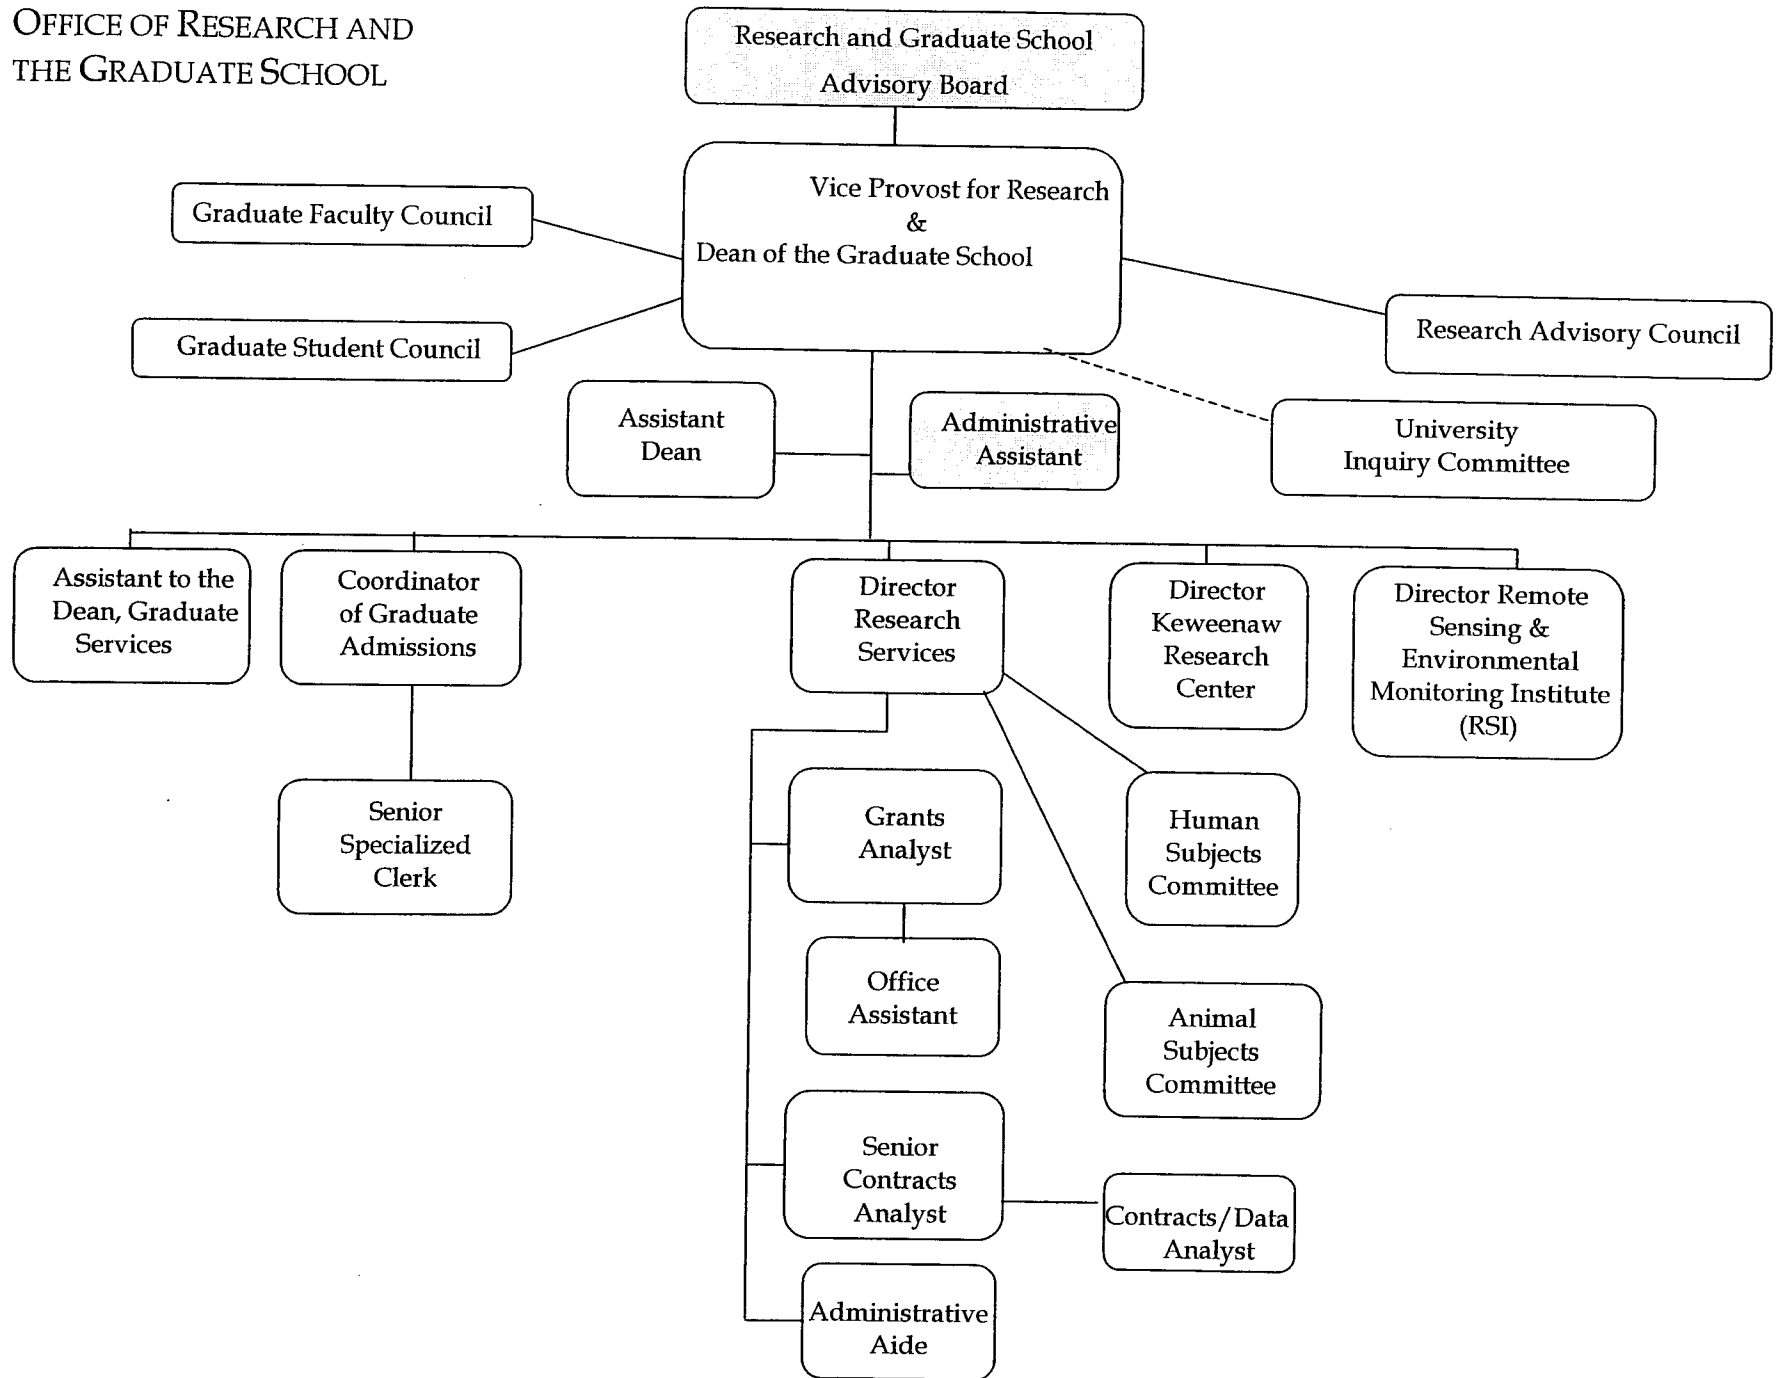 OFFICE OF RESEARCH AND
THE GRADUATE SCHOOL
Research and Graduate School
Advisory Board
Vice Provost for Research
&
Dean of the Graduate School
Graduate Faculty Council
Graduate Student Council
Research Advisory Council
University
Inquiry Committee
Assistant
Dean
Administrative
Assistant
Assistant to the
Dean, Graduate
Services
Coordinator
of Graduate
Admissions
Director
Research
Services
Director
Keweenaw
Research
Center
Director Remote
Sensing &
Environmental
Monitoring Institute
(RSI)
Senior
Specialized
Clerk
Grants
Analyst
Human
Subjects
Committee
Office
Assistant
Animal
Subjects
Committee
Senior
Contracts
Analyst
Contracts/Data
Analyst
Administrative
Aide